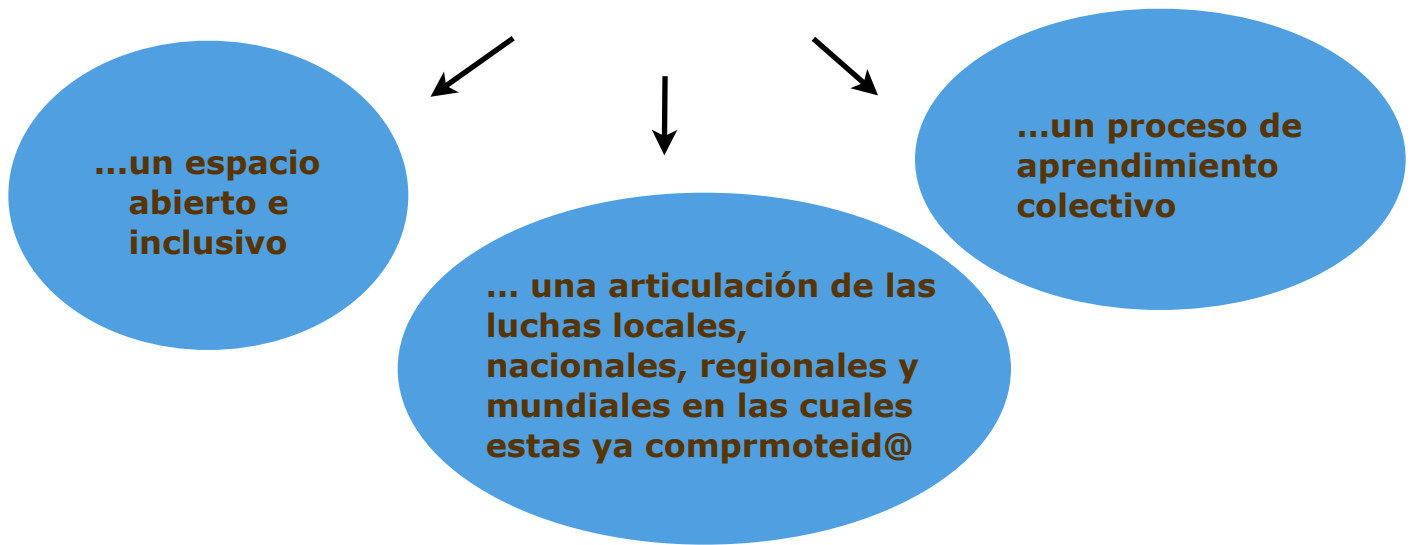 ...un espacio
abierto e
inclusivo
... una articulación de las
luchas locales,
nacionales, regionales y
mundiales en las cuales
estas ya comprmoteid@
...un proceso de
aprendimiento
colectivo